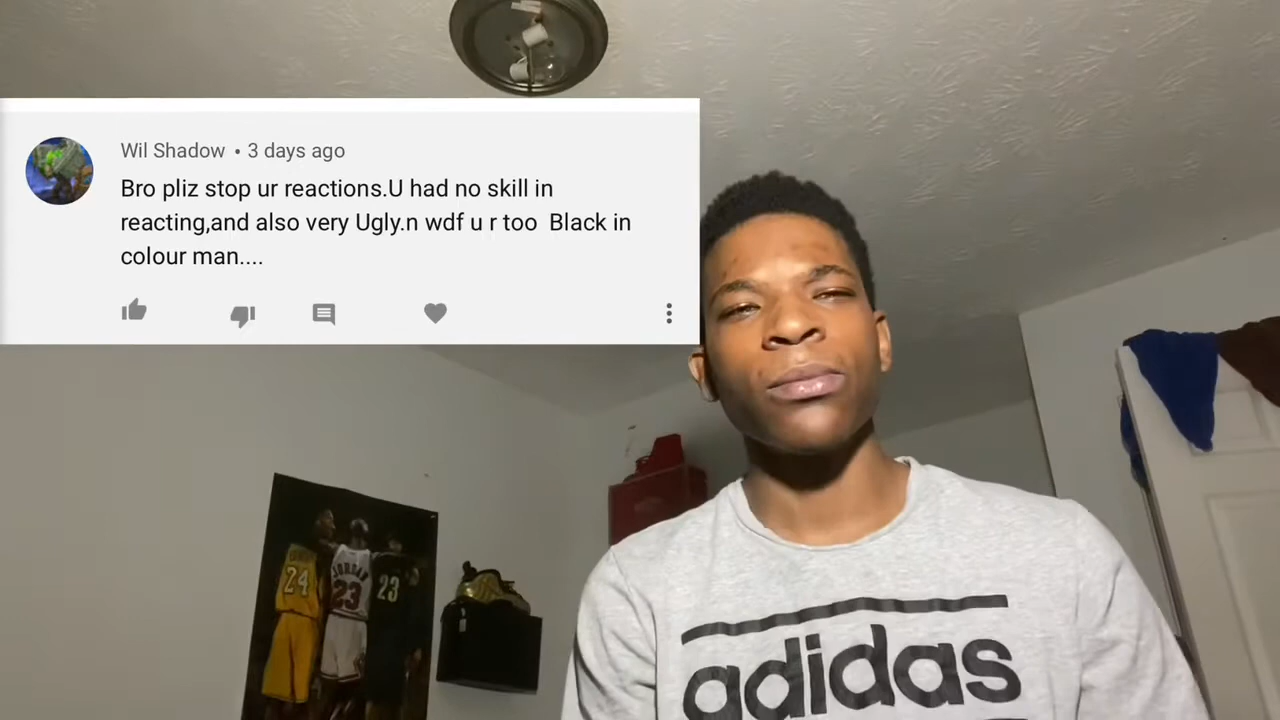 Wil Shadow • 3 days ago
Bro pliz stop ur reactions.U had no skill in
reacting,and also very Ugly.n wdf u r too  Black in
colour man....
24
JORDAN
23
23
adidas